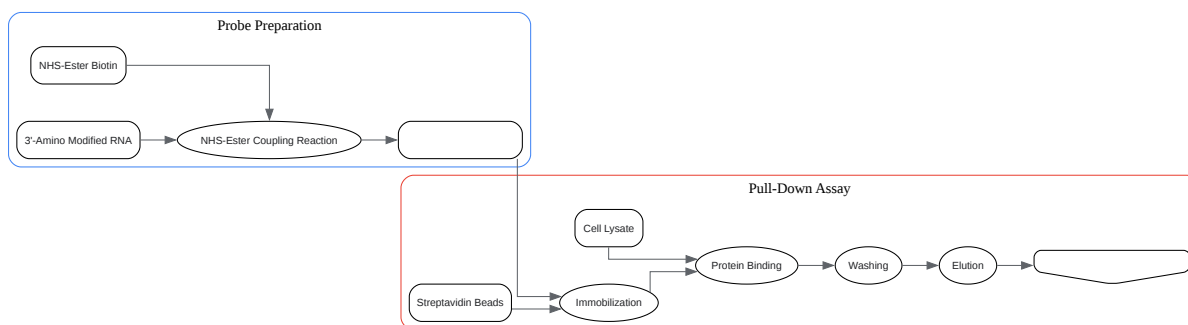 Probe Preparation
NHS-Ester Biotin
3'-Amino Modified RNA
NHS-Ester Coupling Reaction
Pull-Down Assay
Cell Lysate
Protein Binding
Washing
Elution
Streptavidin Beads
Immobilization